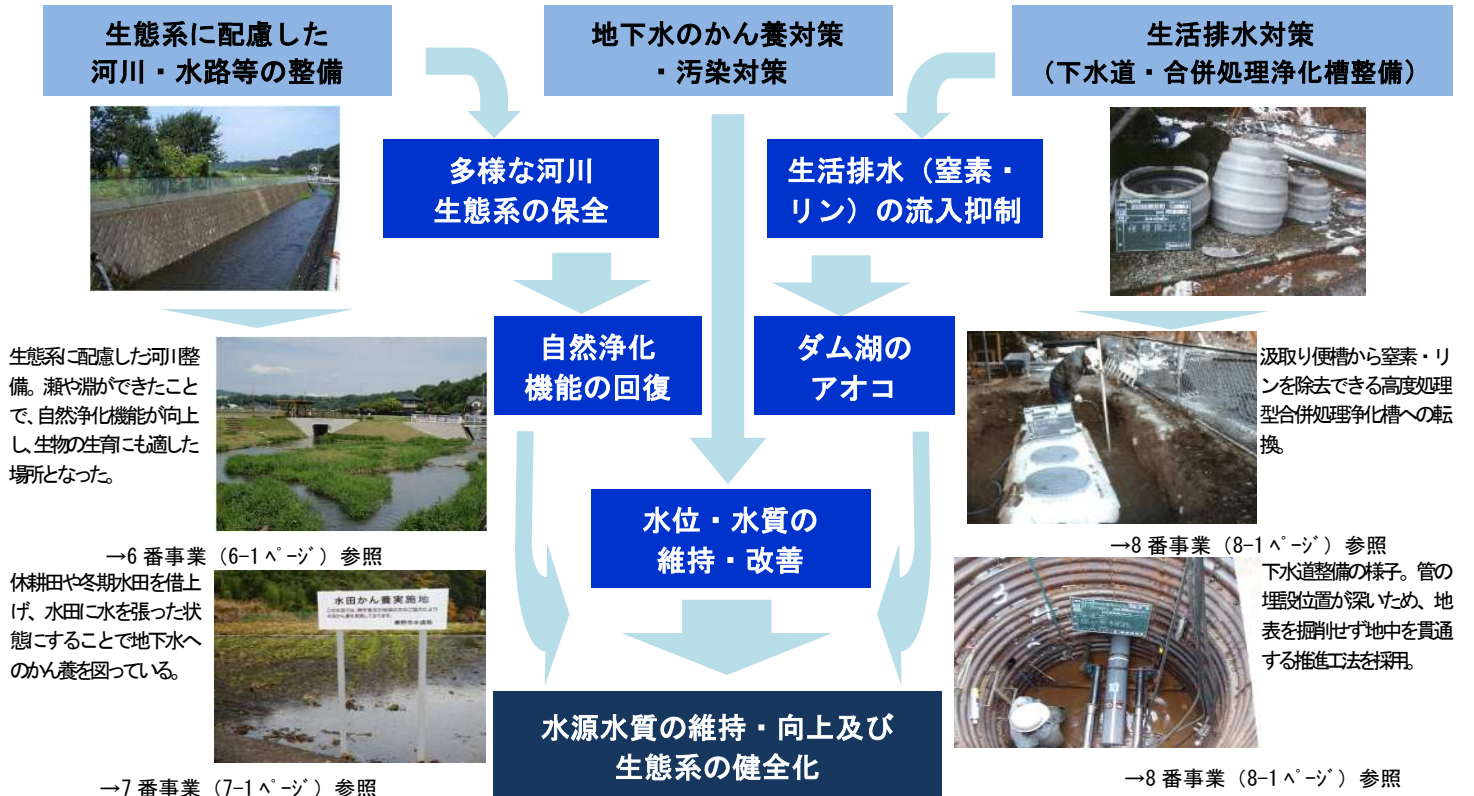 生態系に配慮した
河川・水路等の整備
地下水のかん養対策
・汚染対策
生活排水対策
（下水道・合併処理浄化槽整備）
多様な河川
生態系の保全
生活排水（窒素・
リン）の流入抑制
自然浄化
機能の回復
ダム湖の
アオコ
水位・水質の
維持・改善
水源水質の維持・向上及び
生態系の健全化
生態系に配慮した河川整
備。瀬や淵ができたこと
で、自然浄化機能が向上
し、生物の生育にも適した
場所となった。
→6 番事業（6-1 ﾍﾟｰｼﾞ）参照
休耕田や冬期水田を借上
げ、水田に水を張った状
態にすることで地下水へ
のかん養を図っている。
水田かん養実施地
→7 番事業（7-1 ﾍﾟｰｼﾞ）参照
汲取り便槽から窒素・リ
ンを除去できる高度処理
型合併処理浄化槽への転
換。
→8 番事業（8-1 ﾍﾟｰｼﾞ）参照
下水道整備の様子。管の
埋設位置が深いため、地
表を掘削せず地中を貫通
する推進工法を採用。
→8 番事業（8-1 ﾍﾟｰｼﾞ）参照